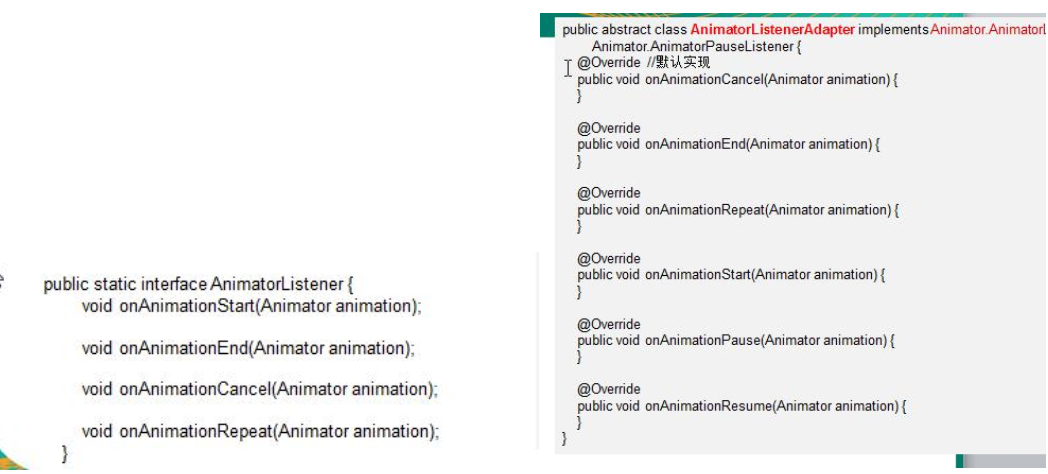 public static interface AnimatorListener {
void onAnimationStart(Animator animation);
void onAnimationEnd(Animator animation);
void onAnimationCancel(Animator animation);
void onAnimationRepeat(Animator animation);
}
public abstract class AnimatorListenerAdapter implements Animator.AnimatorL
Animator.AnimatorPauseListener {
@Override //默认实现
public void onAnimationCancel(Animator animation) {
}
@Override
public void onAnimationEnd(Animator animation) {
}
@Override
public void onAnimationRepeat(Animator animation) {
}
@Override
public void onAnimationStart(Animator animation) {
}
@Override
public void onAnimationPause(Animator animation) {
}
@Override
public void onAnimationResume(Animator animation) {
}
}